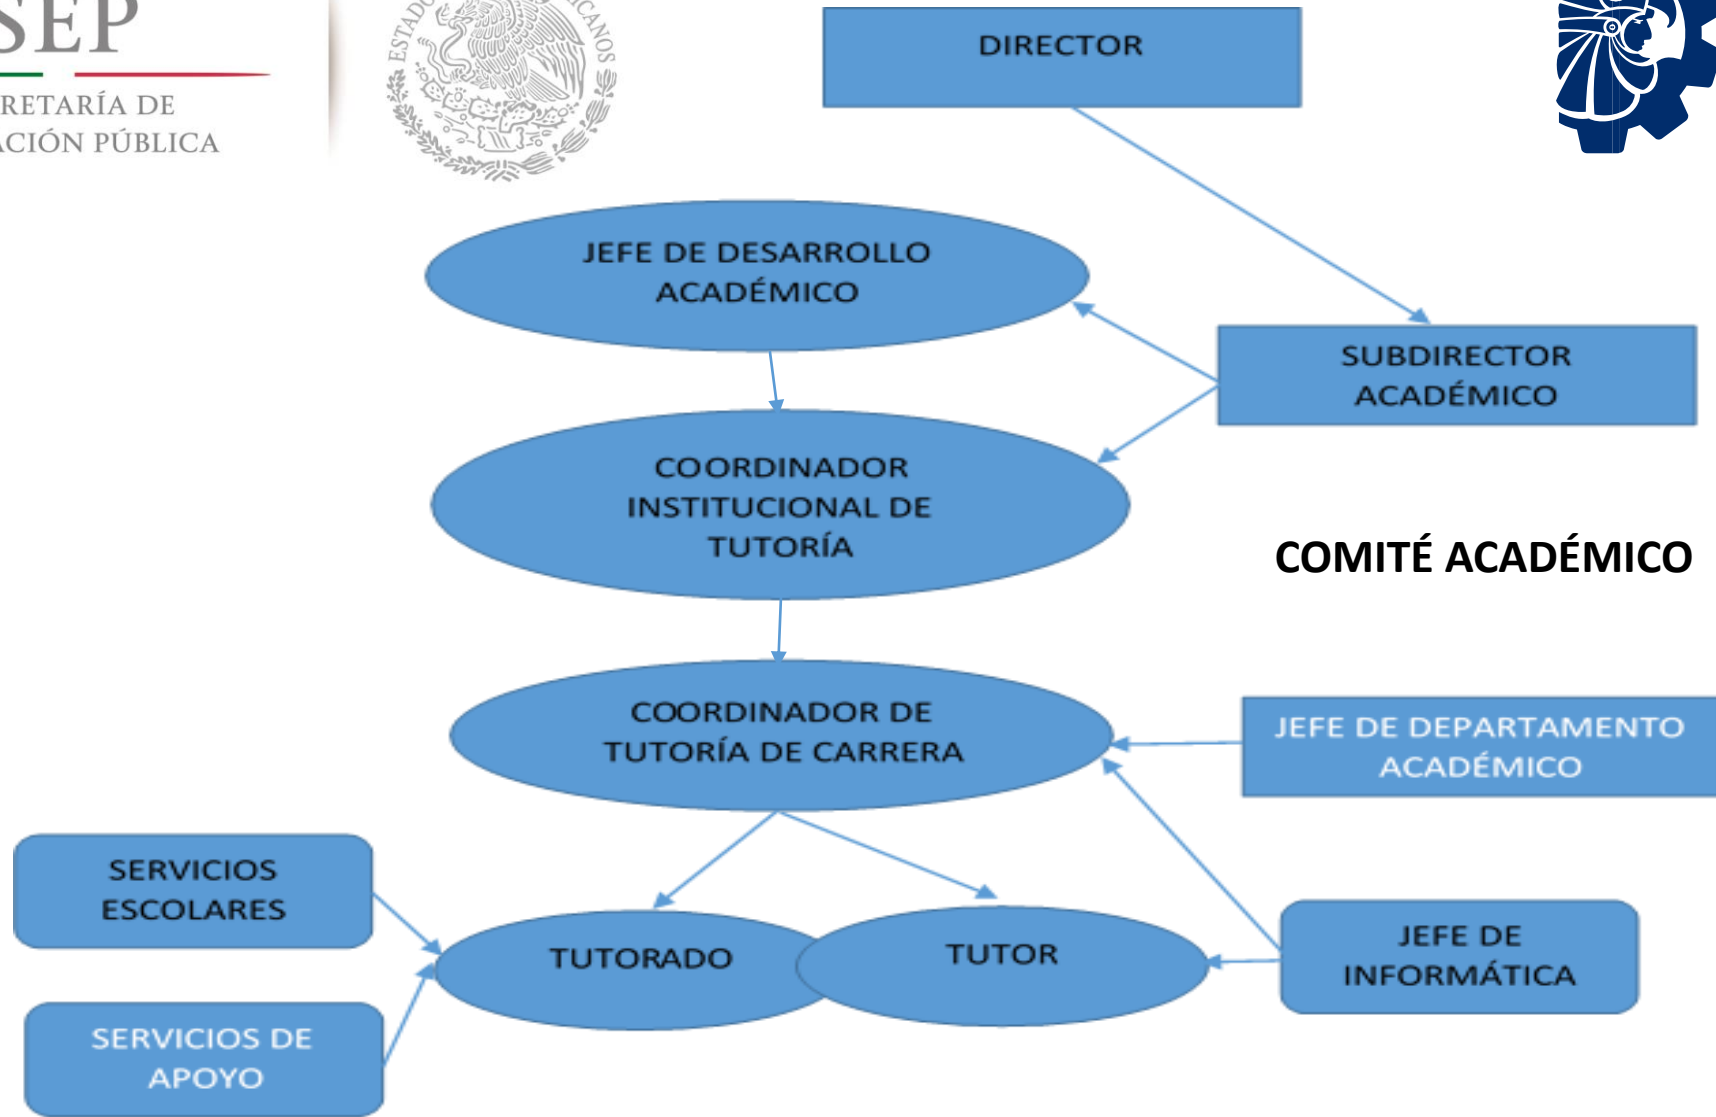 SEP
RETARÍA DE
ACIÓN PÚBLICA
DIRECTOR
JEFE DE DESARROLLO
ACADÉMICO
SUBDIRECTOR
ACADÉMICO
COORDINADOR
INSTITUCIONAL DE
TUTORÍA
COMITÉ ACADÉMICO
COORDINADOR DE
TUTORÍA DE CARRERA
JEFE DE DEPARTAMENTO
ACADÉMICO
SERVICIOS
ESCOLARES
TUTORADO
TUTOR
JEFE DE
INFORMÁTICA
SERVICIOS DE
APOYO